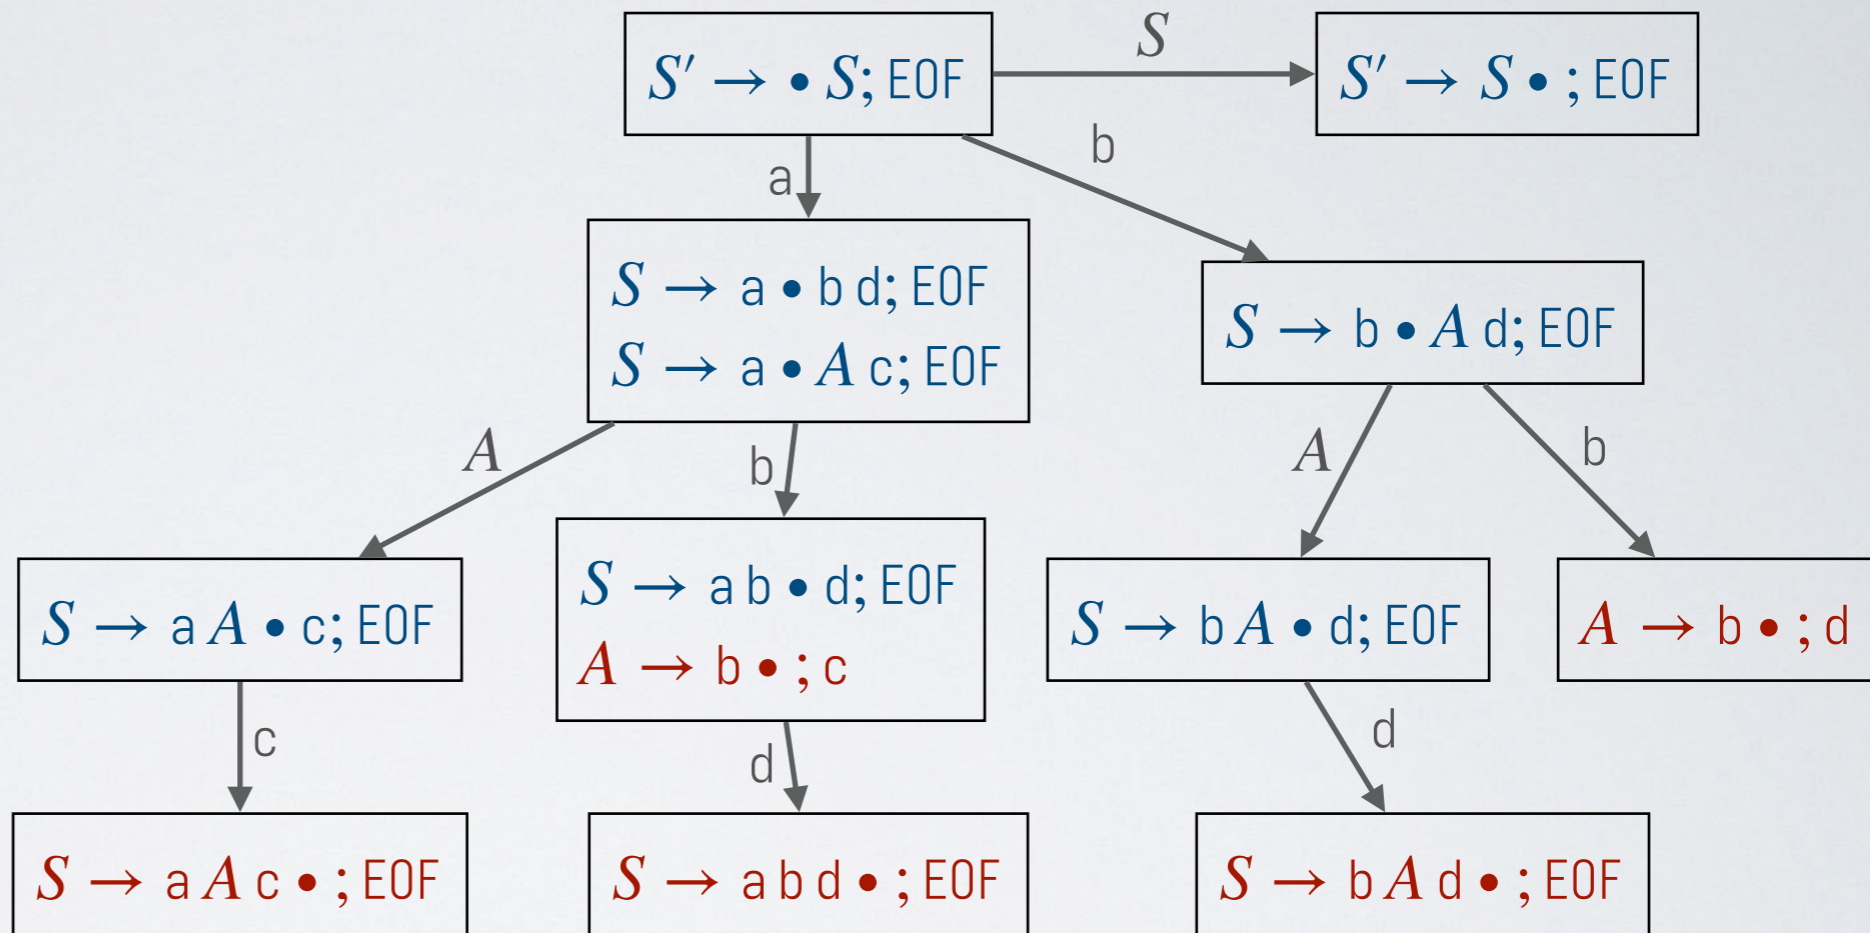 S′ → • S; EOF
S
S′ → S • ; EOF
a
b
S → a • b d; EOF
S → a • A c; EOF
S → b • A d; EOF
A
b
A
b
S → a A • c; EOF
S → a b • d; EOF
A → b • ; c
S → b A • d; EOF
A → b • ; d
c
d
d
S → a A c • ; EOF
S → a b d • ; EOF
S → b A d • ; EOF